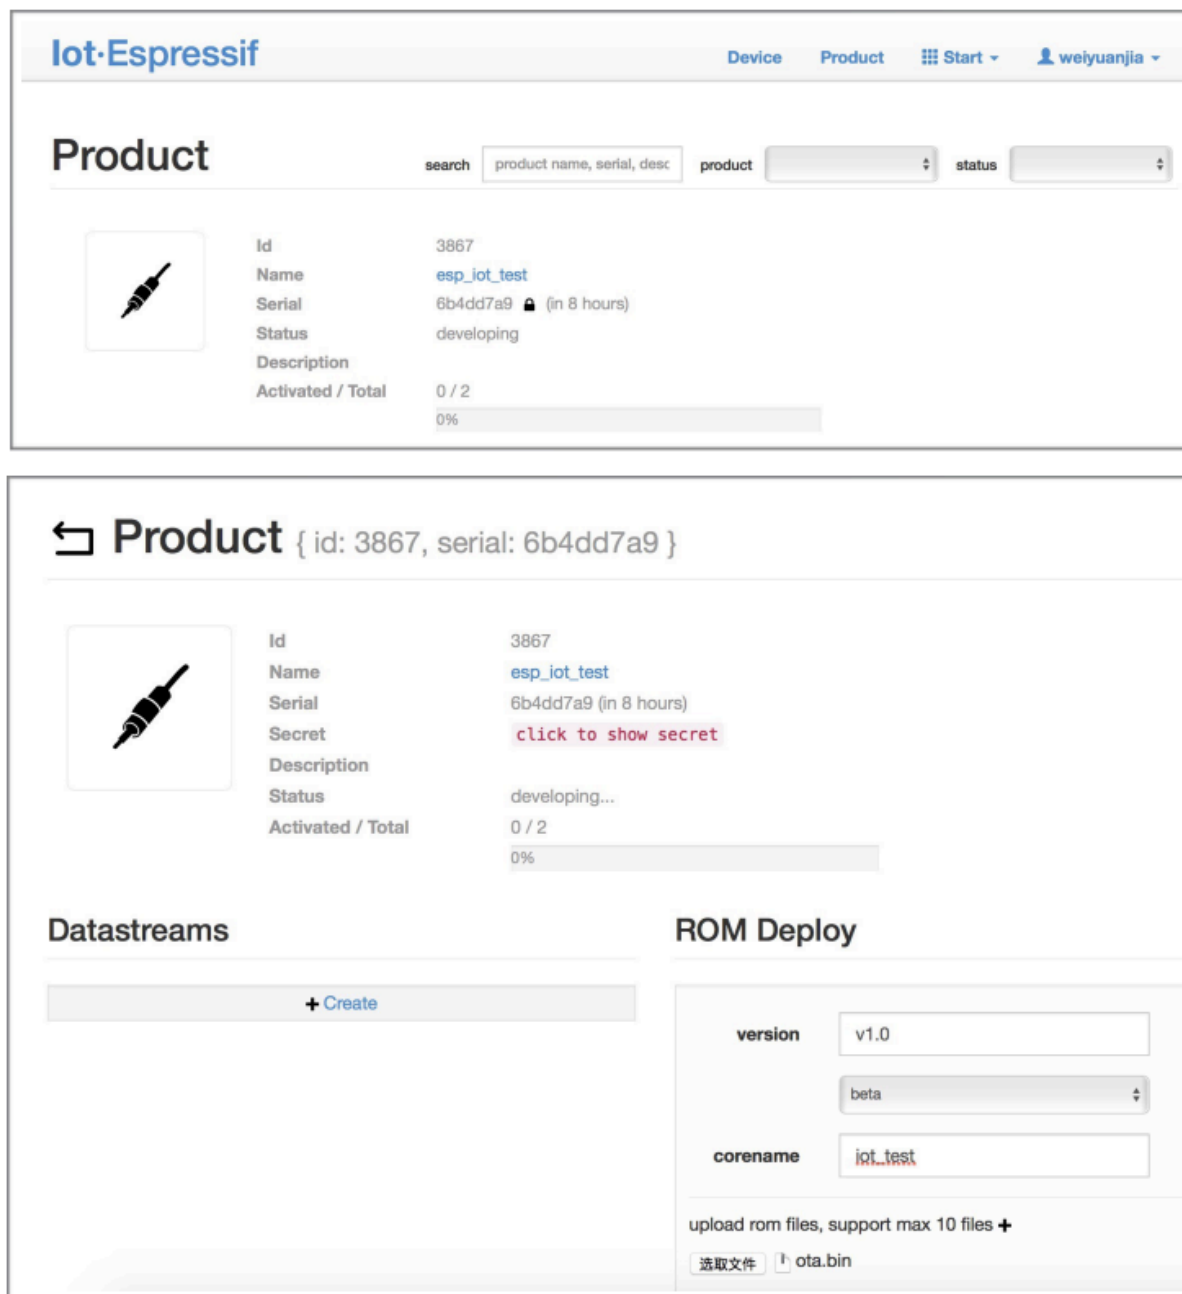 Iot·Espressif
Device Product Start weiyuanjia
Product
search product name, serial, desc product status
Id 3867
Name esp_iot_test
Serial 6b4dd7a9 (in 8 hours)
Status developing
Description
Activated / Total 0 / 2
0%
Product { id: 3867, serial: 6b4dd7a9 }
Id 3867
Name esp_iot_test
Serial 6b4dd7a9 (in 8 hours)
Secret click to show secret
Description
Status developing...
Activated / Total 0 / 2
0%
Datastreams
+ Create
ROM Deploy
version v1.0
beta
corename iot_test
upload rom files, support max 10 files +
选取文件 ota.bin